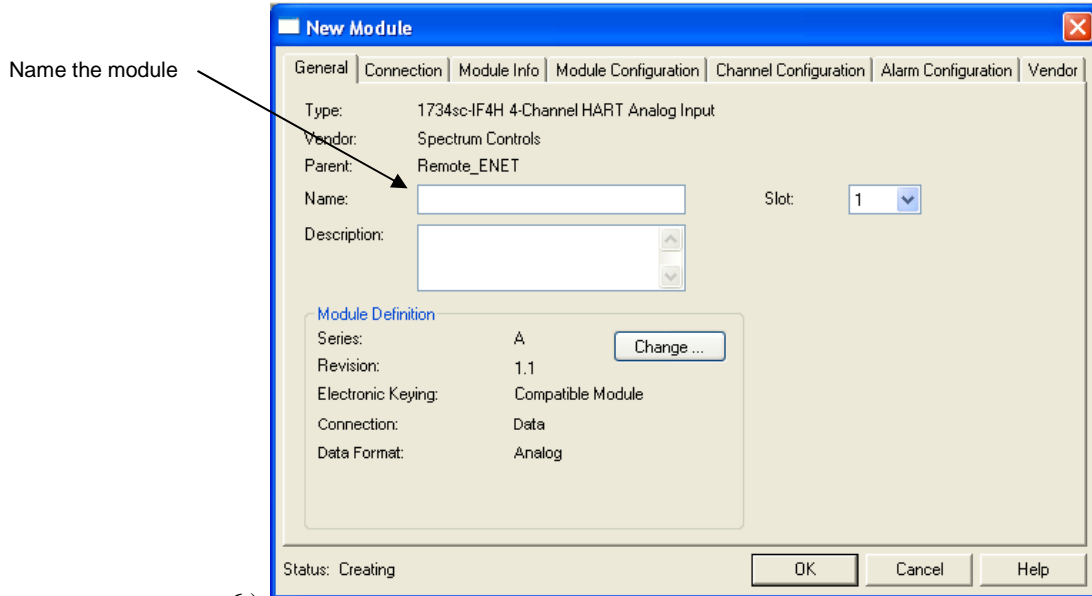 New Module
Name the module
General Connection Module Info Module Configuration Channel Configuration Alarm Configuration Vendor
Type: 1734sc-IF4H 4-Channel HART Analog Input
Vendor: Spectrum Controls
Parent: Remote_ENET
Name: Slot: 1
Description:
Module Definition
Series: A Change ...
Revision: 1.1
Electronic Keying: Compatible Module
Connection: Data
Data Format: Analog
Status: Creating OK Cancel Help